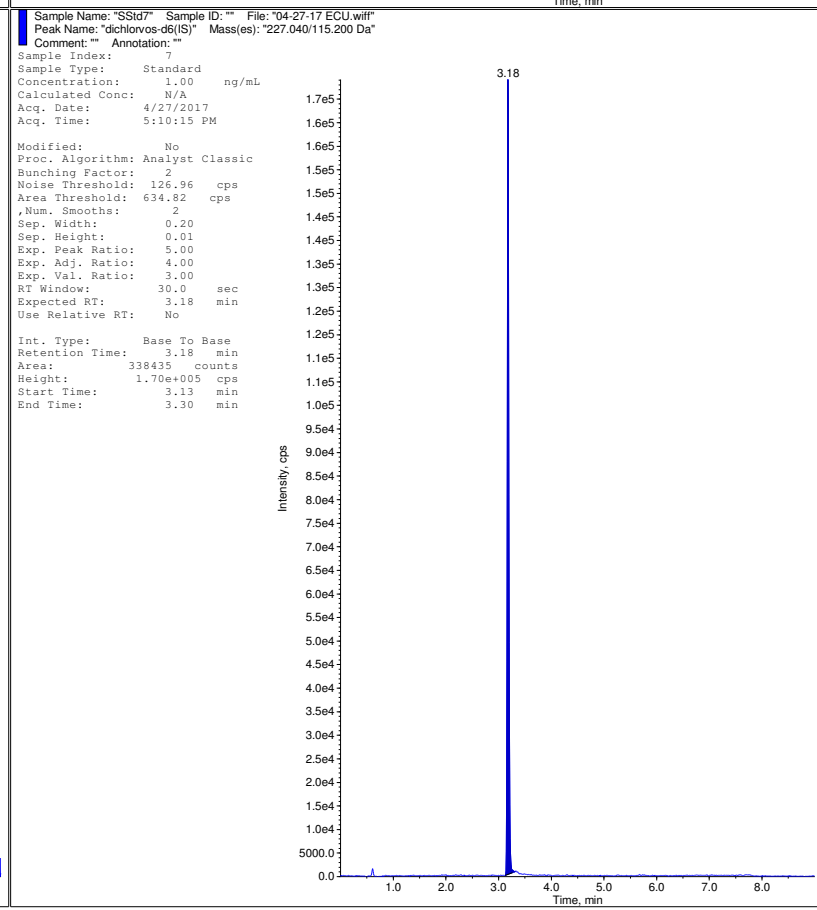 Time, min
Sample Name: "SStd7" Sample ID: "" File: "04-27-17 ECU.wiff"
Peak Name: "dichlorvos-d6(IS)" Mass(es): "227.040/115.200 Da"
Comment: "" Annotation: ""
Sample Index: 7
Sample Type: Standard
Concentration: 1.00 ng/mL
Calculated Conc: N/A
Acq. Date: 4/27/2017
Acq. Time: 5:10:15 PM
Modified: No
Proc. Algorithm: Analyst Classic
Bunching Factor: 2
Noise Threshold: 126.96 cps
Area Threshold: 634.82 cps
,Num. Smooths: 2
Sep. Width: 0.20
Sep. Height: 0.01
Exp. Peak Ratio: 5.00
Exp. Adj. Ratio: 4.00
Exp. Val. Ratio: 3.00
RT Window: 30.0 sec
Expected RT: 3.18 min
Use Relative RT: No
Int. Type: Base To Base
Retention Time: 3.18 min
Area: 338435 counts
Height: 1.70e+005 cps
Start Time: 3.13 min
End Time: 3.30 min
3.18
1.7e5
1.6e5
1.6e5
1.5e5
1.5e5
1.4e5
1.4e5
1.3e5
1.3e5
1.2e5
1.2e5
1.1e5
1.1e5
1.0e5
9.5e4
9.0e4
8.5e4
8.0e4
7.5e4
7.0e4
6.5e4
6.0e4
5.5e4
5.0e4
4.5e4
4.0e4
3.5e4
3.0e4
2.5e4
2.0e4
1.5e4
1.0e4
5000.0
0.0
Intensity, cps
1.0 2.0 3.0 4.0 5.0 6.0 7.0 8.0
Time, min